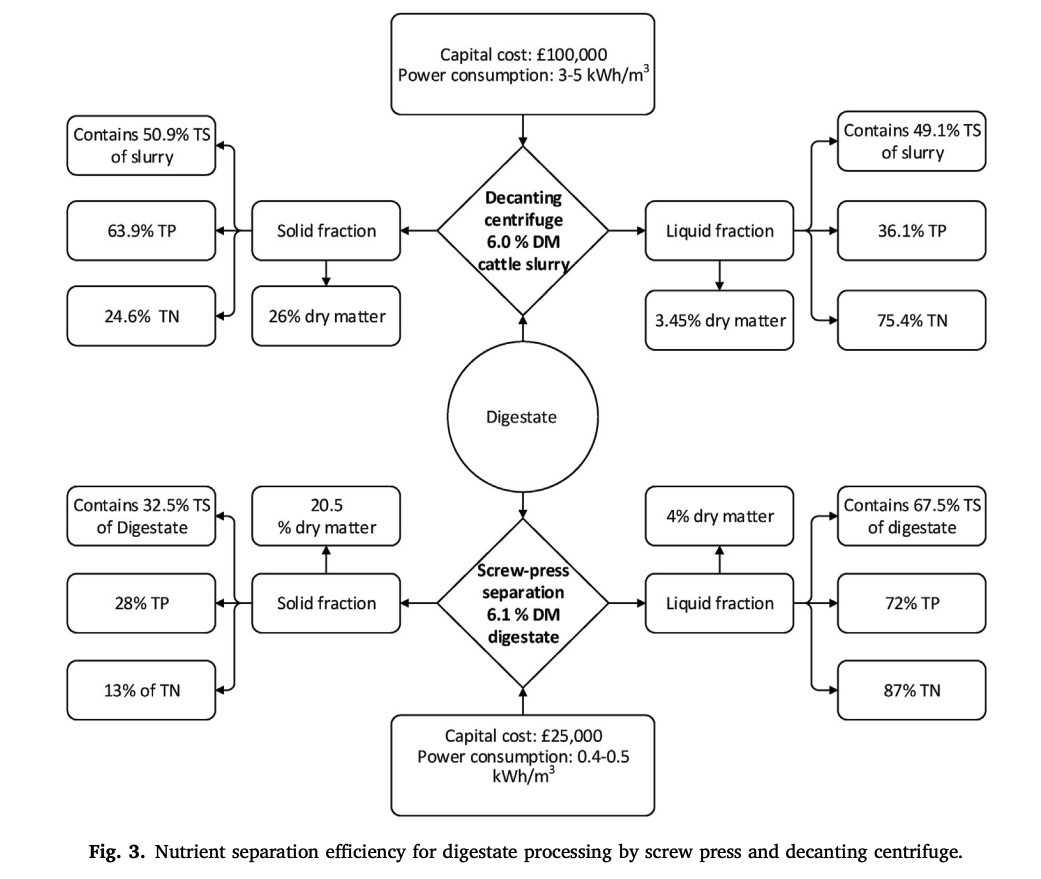 Capital cost: £100,000
Power consumption: 3-5 kWh/m³
Contains 50.9% TS
of slurry
63.9% TP
24.6% TN
Solid fraction
26% dry matter
Decanting
centrifuge
6.0 % DM
cattle slurry
Liquid fraction
3.45% dry matter
Contains 49.1% TS
of slurry
36.1% TP
75.4% TN
Digestate
Contains 32.5% TS
of Digestate
28% TP
13% of TN
20.5
% dry matter
Solid fraction
Screw-press
separation
6.1 % DM
digestate
4% dry matter
Liquid fraction
Contains 67.5% TS
of digestate
72% TP
87% TN
Capital cost: £25,000
Power consumption: 0.4-0.5
kWh/m³
Fig. 3. Nutrient separation efficiency for digestate processing by screw press and decanting centrifuge.